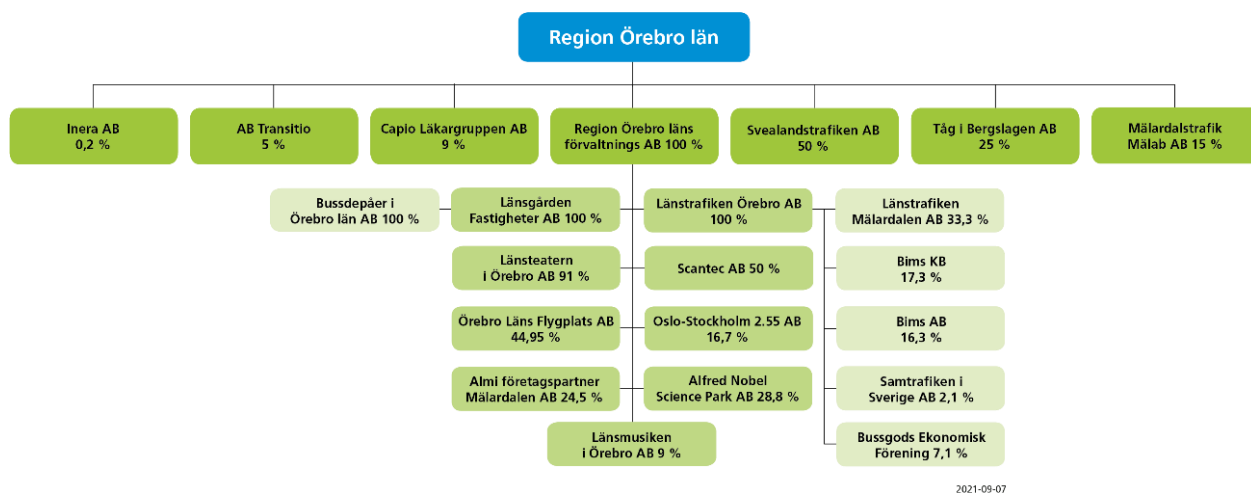 Region Örebro län
Inera AB
0,2 %
AB Transitio
5 %
Capio Läkargruppen AB
9 %
Region Örebro läns
förvaltnings AB 100 %
Svealandstrafiken AB
50 %
Tåg i Bergslagen AB
25 %
Mälardalstrafik
Mälab AB 15 %
Bussdepåer i
Örebro län AB 100 %
Länsgården
Fastigheter AB 100 %
Länstrafiken Örebro AB
100 %
Länstrafiken
Mälardalen AB 33,3 %
Länsteatern
i Örebro AB 91 %
Scantec AB 50 %
Bims KB
17,3 %
Örebro Läns Flygplats AB
44,95 %
Oslo-Stockholm 2.55 AB
16,7 %
Bims AB
16,3 %
Almi företagspartner
Mälardalen AB 24,5 %
Alfred Nobel
Science Park AB 28,8 %
Samtrafiken i
Sverige AB 2,1 %
Länsmusiken
i Örebro AB 9 %
Bussgods Ekonomisk
Förening 7,1 %
2021-09-07